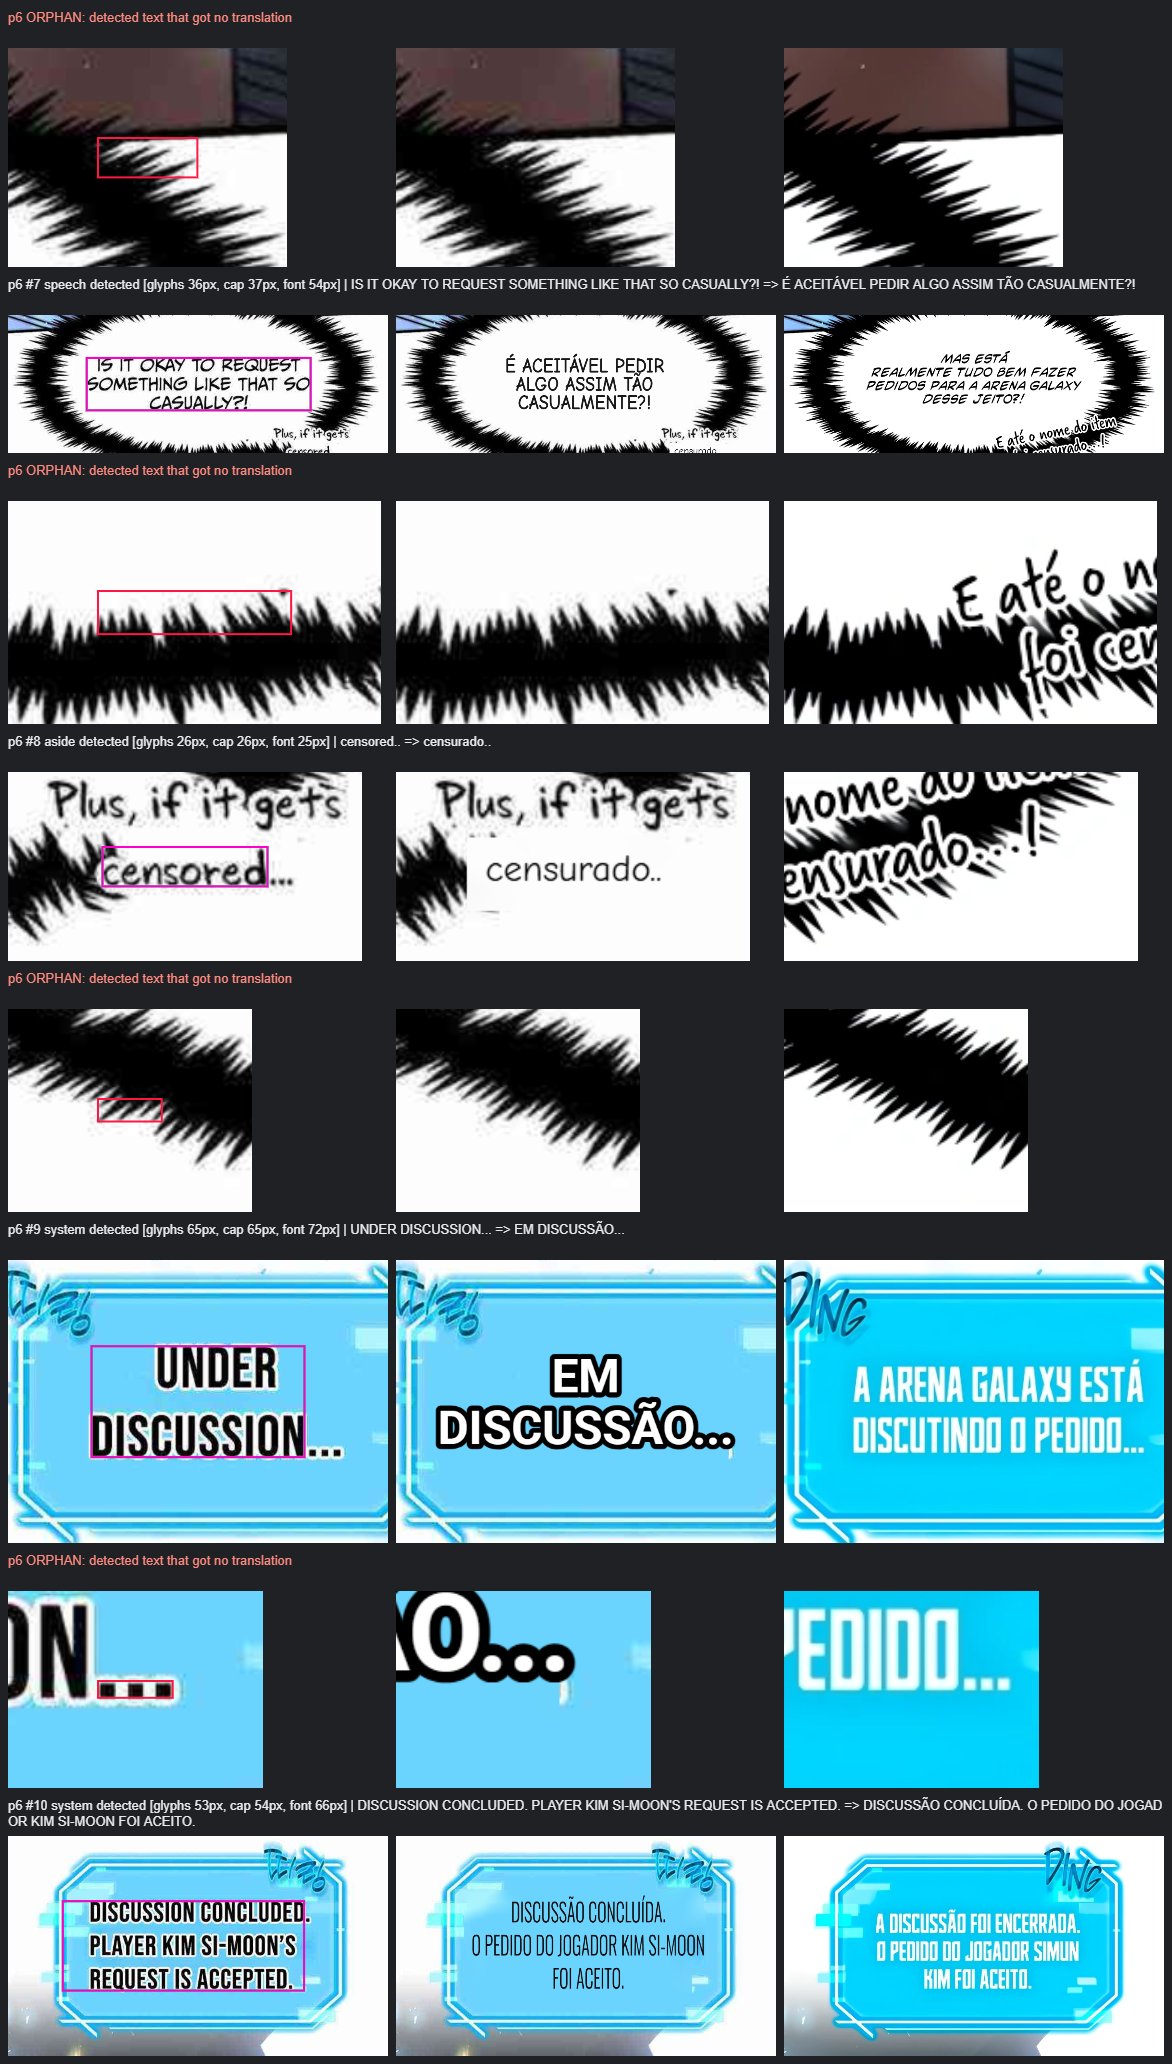 p6 ORPHAN: detected text that got no translation
p6 #7 speech detected [glyphs 36px, cap 37px, font 54px] | IS IT OKAY TO REQUEST SOMETHING LIKE THAT SO CASUALLY?! => É ACEITÁVEL PEDIR ALGO ASSIM TÃO CASUALMENTE?!
IS IT OKAY TO REQUEST
SOMETHING LIKE THAT SO
CASUALLY?!
Plus, if it gets
censored
É ACEITÁVEL PEDIR
ALGO ASSIM TÃO
CASUALMENTE?!
Plus, if it gets
censurado
MAS ESTÁ
REALMENTE TUDO BEM FAZER
PEDIDOS PARA A ARENA GALAXY
DESSE JEITO?!
E até o nome do item
foi censurado...!
p6 ORPHAN: detected text that got no translation
E até o n
foi cen
p6 #8 aside detected [glyphs 26px, cap 26px, font 25px] | censored.. => censurado..
Plus, if it gets
censored...
Plus, if it gets
censurado..
nome do item
ensurado...!
p6 ORPHAN: detected text that got no translation
p6 #9 system detected [glyphs 65px, cap 65px, font 72px] | UNDER DISCUSSION... => EM DISCUSSÃO...
UNDER
DISCUSSION...
EM
DISCUSSÃO...
DING
A ARENA GALAXY ESTÁ
DISCUTINDO O PEDIDO...
p6 ORPHAN: detected text that got no translation
ON...
ÃO...
PEDIDO...
p6 #10 system detected [glyphs 53px, cap 54px, font 66px] | DISCUSSION CONCLUDED. PLAYER KIM SI-MOON'S REQUEST IS ACCEPTED. => DISCUSSÃO CONCLUÍDA. O PEDIDO DO JOGAD
OR KIM SI-MOON FOI ACEITO.
DISCUSSION CONCLUDED.
PLAYER KIM SI-MOON'S
REQUEST IS ACCEPTED.
DISCUSSÃO CONCLUÍDA.
O PEDIDO DO JOGADOR KIM SI-MOON
FOI ACEITO.
DING
A DISCUSSÃO FOI ENCERRADA.
O PEDIDO DO JOGADOR SIMUN
KIM FOI ACEITO.